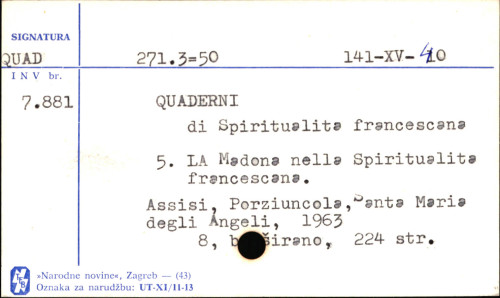 SIGNATURA
QUAD 271.3=50 141-XV-40
INV br.
7.881 QUADERNI
di Spiritualita francescana
5. LA Madona nella Spiritualita
francescana.
Assisi, Porziuncola, Santa Maria
degli Angeli, 1963
8, 224 str.
»Narodne novine«, Zagreb — (43)
Oznaka za narudžbu: UT-XI/11-13